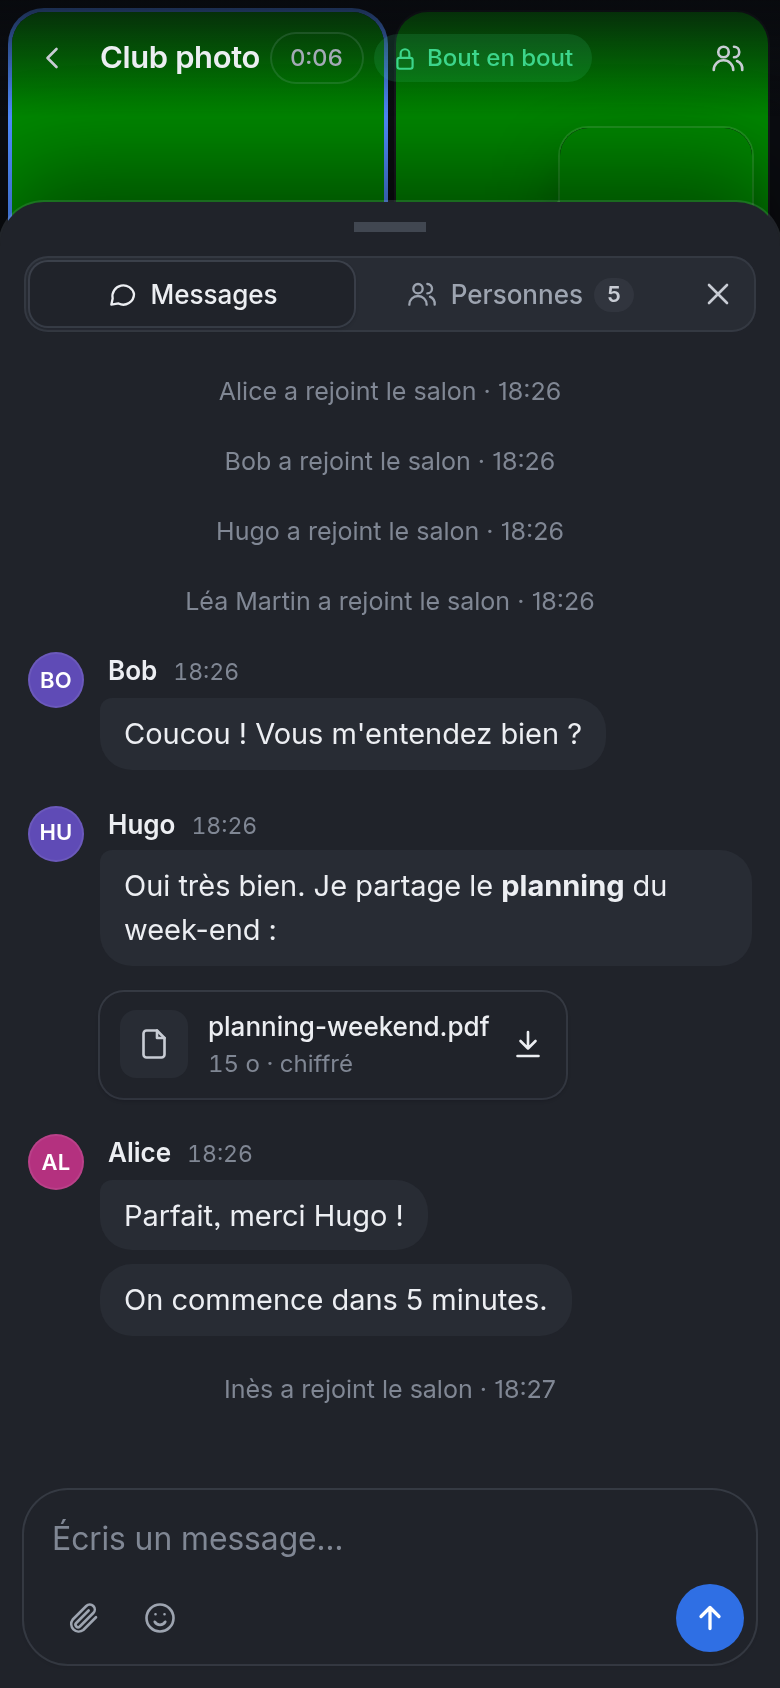 Club photo 0:06 Bout en bout
Messages Personnes 5
Alice a rejoint le salon · 18:26
Bob a rejoint le salon · 18:26
Hugo a rejoint le salon · 18:26
Léa Martin a rejoint le salon · 18:26
BO Bob 18:26
Coucou ! Vous m'entendez bien ?
HU Hugo 18:26
Oui très bien. Je partage le planning du
week-end :
planning-weekend.pdf
15 o · chiffré
AL Alice 18:26
Parfait, merci Hugo !
On commence dans 5 minutes.
Inès a rejoint le salon · 18:27
Écris un message...